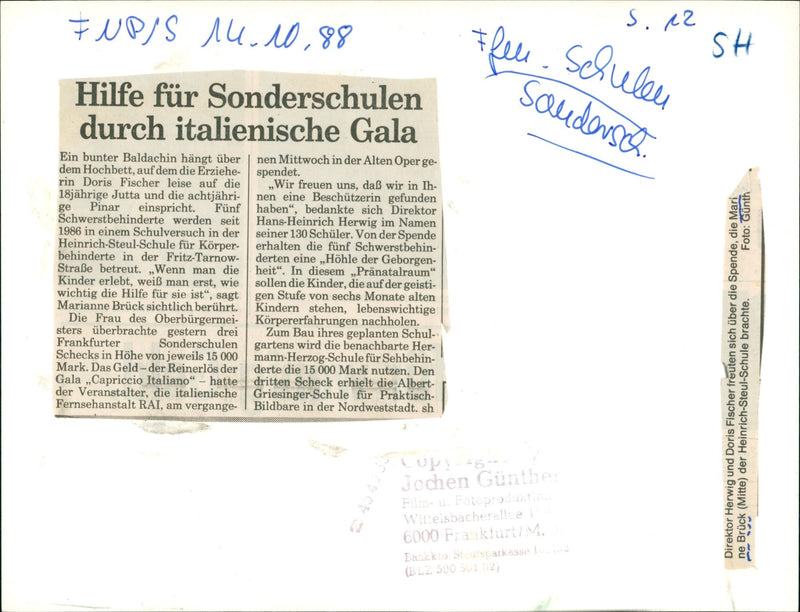 FNP/S 14.10.88
S. 12
SH
Ffm. Schulen
Sondersch.
Hilfe für Sonderschulen
durch italienische Gala
Ein bunter Baldachin hängt über
dem Hochbett, auf dem die Erziehe-
rin Doris Fischer leise auf die
18jährige Jutta und die achtjähri-
ge Pinar einspricht. Fünf
Schwerstbehinderte werden seit
1986 in einem Schulversuch in der
Heinrich-Steul-Schule für Körper-
behinderte in der Fritz-Tarnow-
Straße betreut. „Wenn man die
Kinder erlebt, weiß man erst, wie
wichtig die Hilfe für sie ist“, sagt
Marianne Brück sichtlich berührt.
Die Frau des Oberbürgermei-
sters überbrachte gestern drei
Frankfurter Sonderschulen
Schecks in Höhe von jeweils 15 000
Mark. Das Geld – der Reinerlös der
Gala „Capriccio Italiano“ – hatte
der Veranstalter, die italienische
Fernsehanstalt RAI, am vergange-
nen Mittwoch in der Alten Oper ge-
spendet.
„Wir freuen uns, daß wir in Ih-
nen eine Beschützerin gefunden
haben“, bedankte sich Direktor
Hans-Heinrich Herwig im Namen
seiner 130 Schüler. Von der Spende
erhalten die fünf Schwerstbehin-
derten eine „Höhle der Geborgen-
heit“. In diesem „Pränatalraum“
sollen die Kinder, die auf der geisti-
gen Stufe von sechs Monate alten
Kindern stehen, lebenswichtige
Körpererfahrungen nachholen.
Zum Bau ihres geplanten Schul-
gartens wird die benachbarte Her-
mann-Herzog-Schule für Sehbehin-
derte die 15 000 Mark nutzen. Den
dritten Scheck erhielt die Albert-
Griesinger-Schule für Praktisch-
Bildbare in der Nordweststadt. sh
Direktor Herwig und Doris Fischer freuten sich über die Spende, die Mari
ne Brück (Mitte) der Heinrich-Steul-Schule brachte. Foto: Günth
Copyrig
Jochen Günther
Film- u. Fotoproduktion
Wittelsbacherallee
6000 Frankfurt/M.
Bankkto Stadtsparkasse
(BLZ 500 501 02)